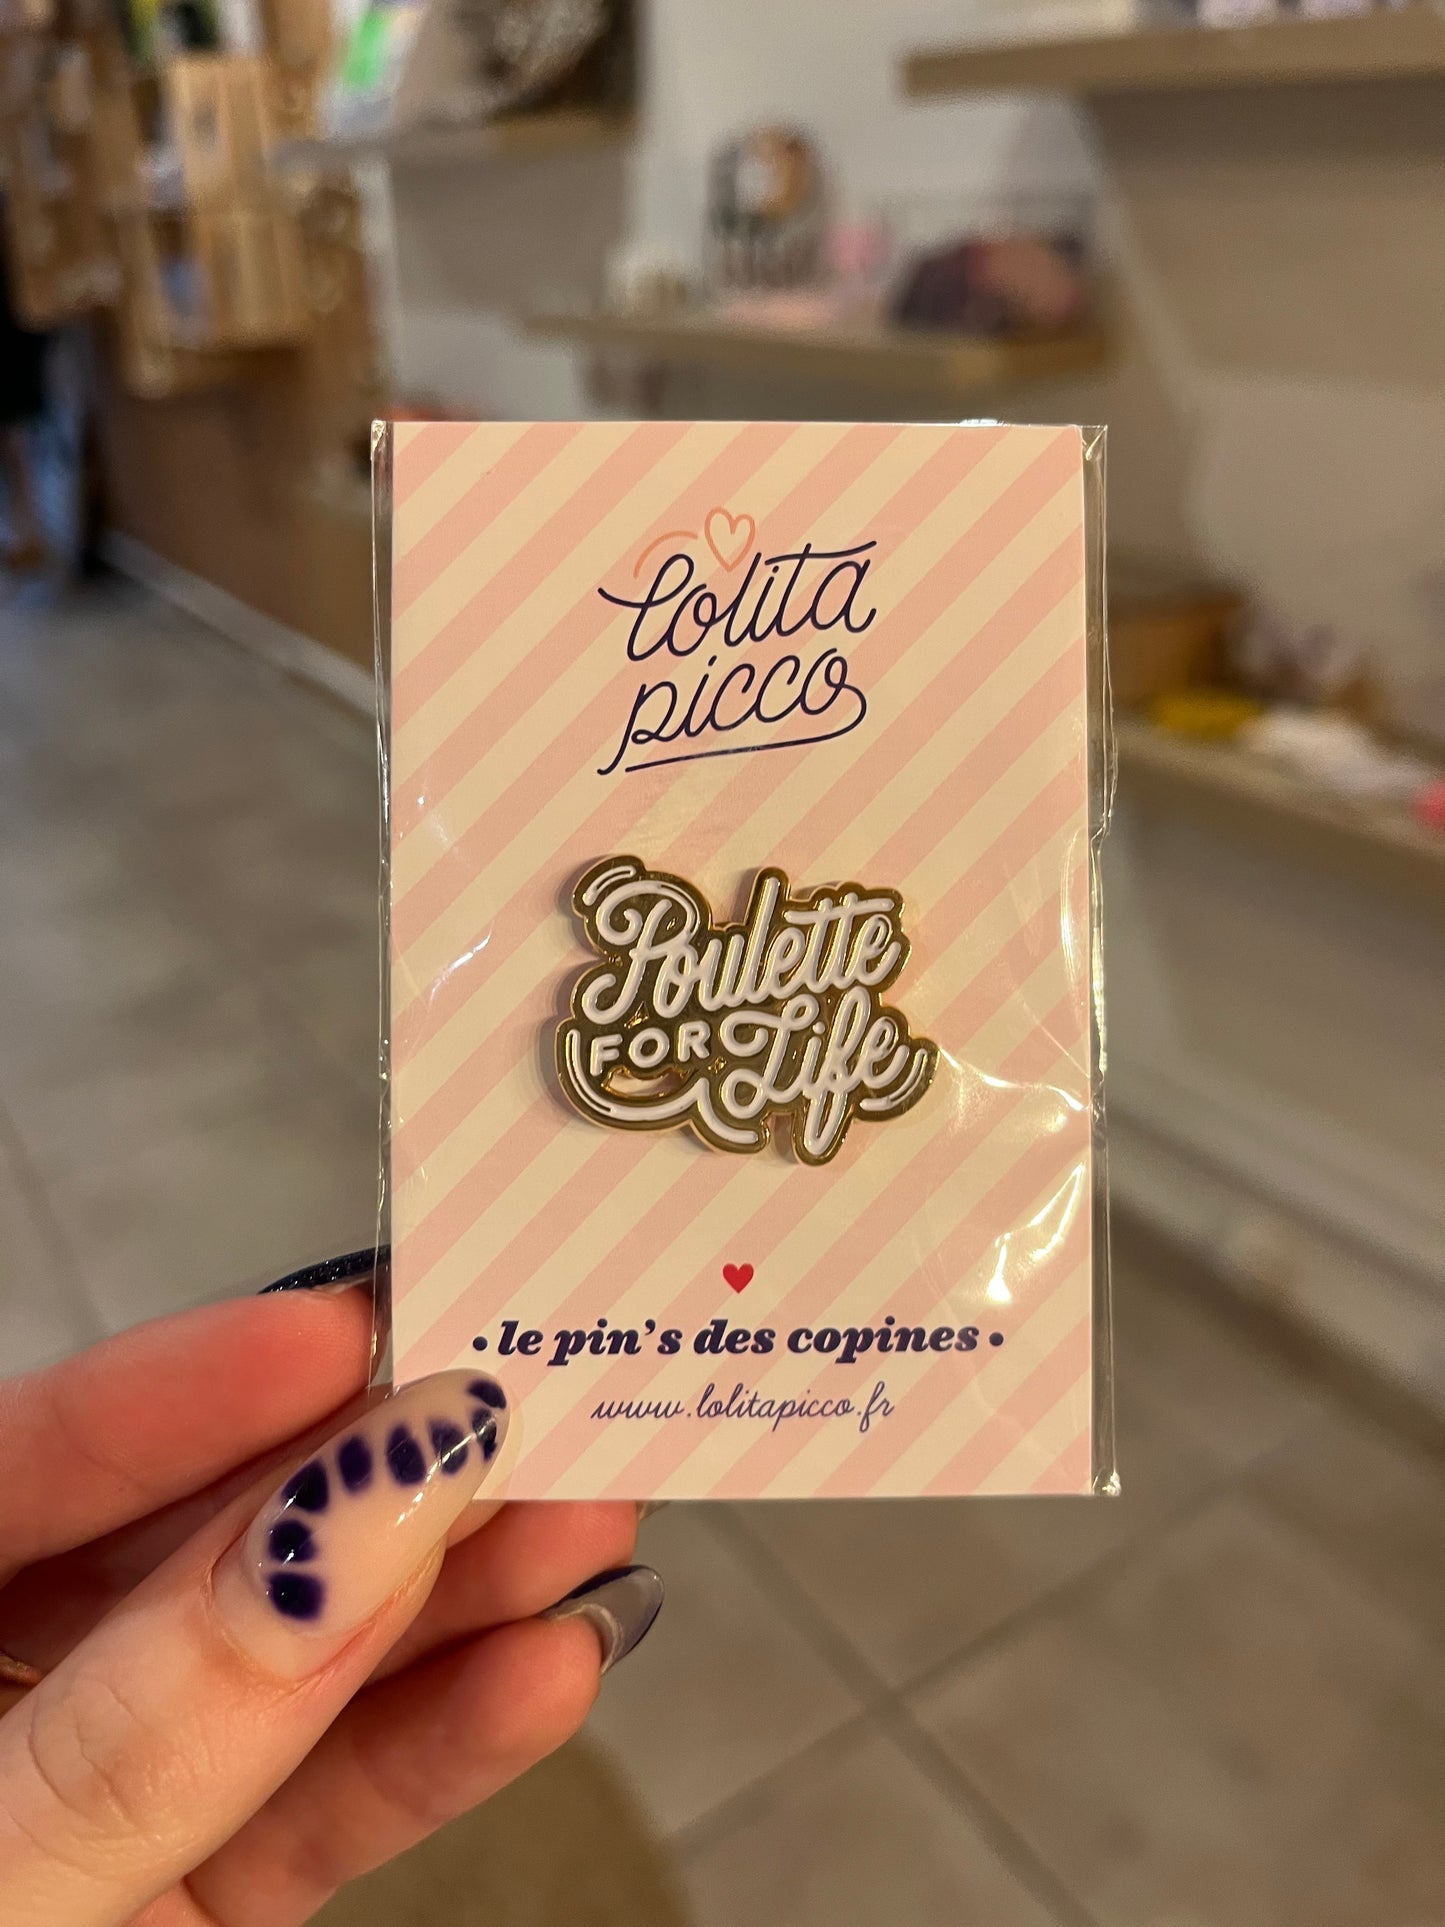 lolita
picco
Poulette
FOR Life
• le pin's des copines •
www.lolitapicco.fr